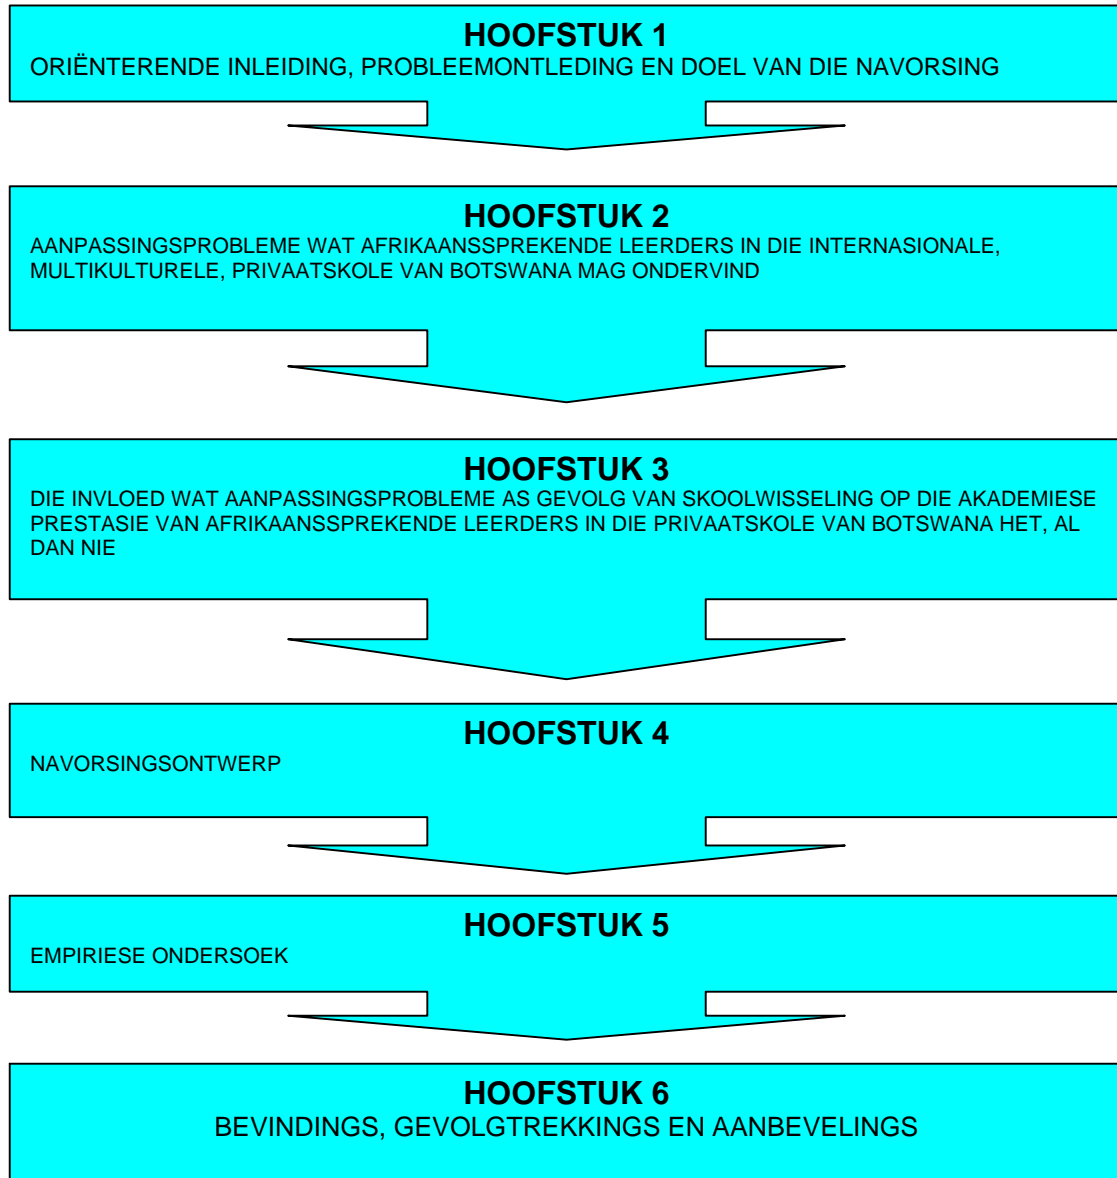 HOOFSTUK 1
ORIËNTERENDE INLEIDING, PROBLEEMONTLEDING EN DOEL VAN DIE NAVORSING
HOOFSTUK 2
AANPASSINGSPROBLEME WAT AFRIKAANSSPREKENDE LEERDERS IN DIE INTERNASIONALE,
MULTIKULTURELE, PRIVAATSKOLE VAN BOTSWANA MAG ONDERVIND
HOOFSTUK 3
DIE INVLOED WAT AANPASSINGSPROBLEME AS GEVOLG VAN SKOOLWISSELING OP DIE AKADEMIESE
PRESTASIE VAN AFRIKAANSSPREKENDE LEERDERS IN DIE PRIVAATSKOLE VAN BOTSWANA HET, AL
DAN NIE
HOOFSTUK 4
NAVORSINGSONTWERP
HOOFSTUK 5
EMPIRIESE ONDERSOEK
HOOFSTUK 6
BEVINDINGS, GEVOLGTREKKINGS EN AANBEVELINGS